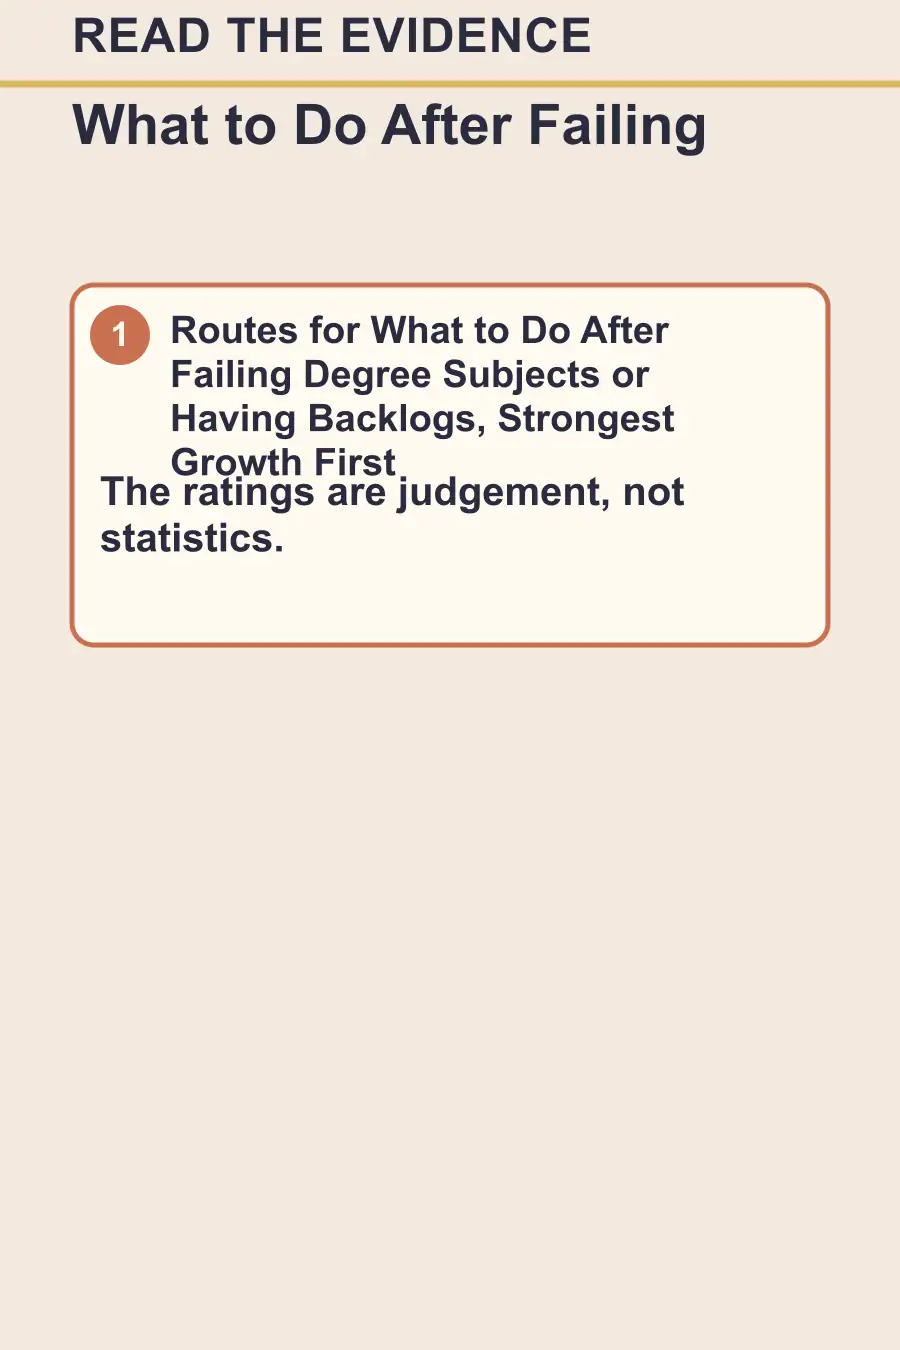 READ THE EVIDENCE
What to Do After Failing
1
Routes for What to Do After
Failing Degree Subjects or
Having Backlogs, Strongest
Growth First
The ratings are judgement, not
statistics.